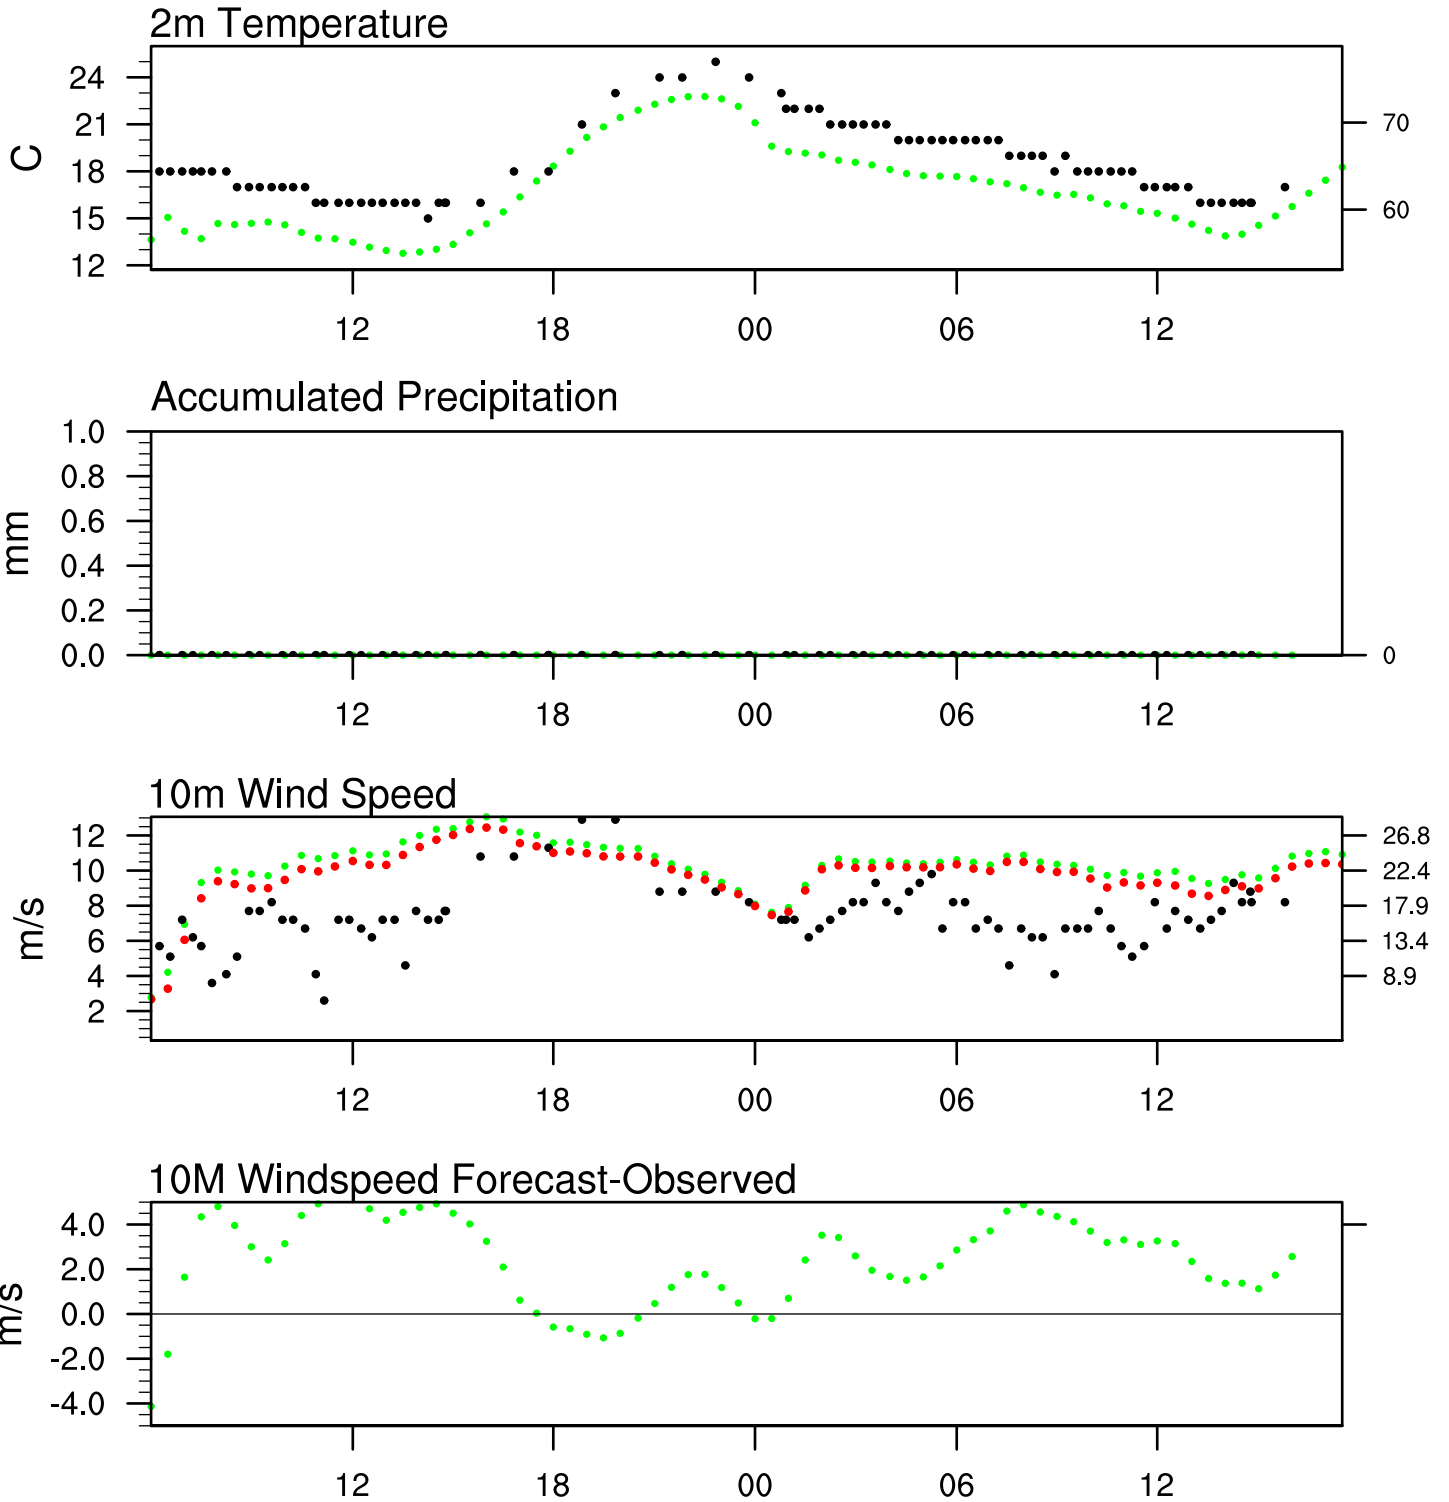 2m Temperature
24
21
18
15
12
C
70
60
12 18 00 06 12
Accumulated Precipitation
1.0
0.8
0.6
0.4
0.2
0.0
mm
0
12 18 00 06 12
10m Wind Speed
12
10
8
6
4
2
m/s
26.8
22.4
17.9
13.4
8.9
12 18 00 06 12
10M Windspeed Forecast-Observed
4.0
2.0
0.0
-2.0
-4.0
m/s
12 18 00 06 12